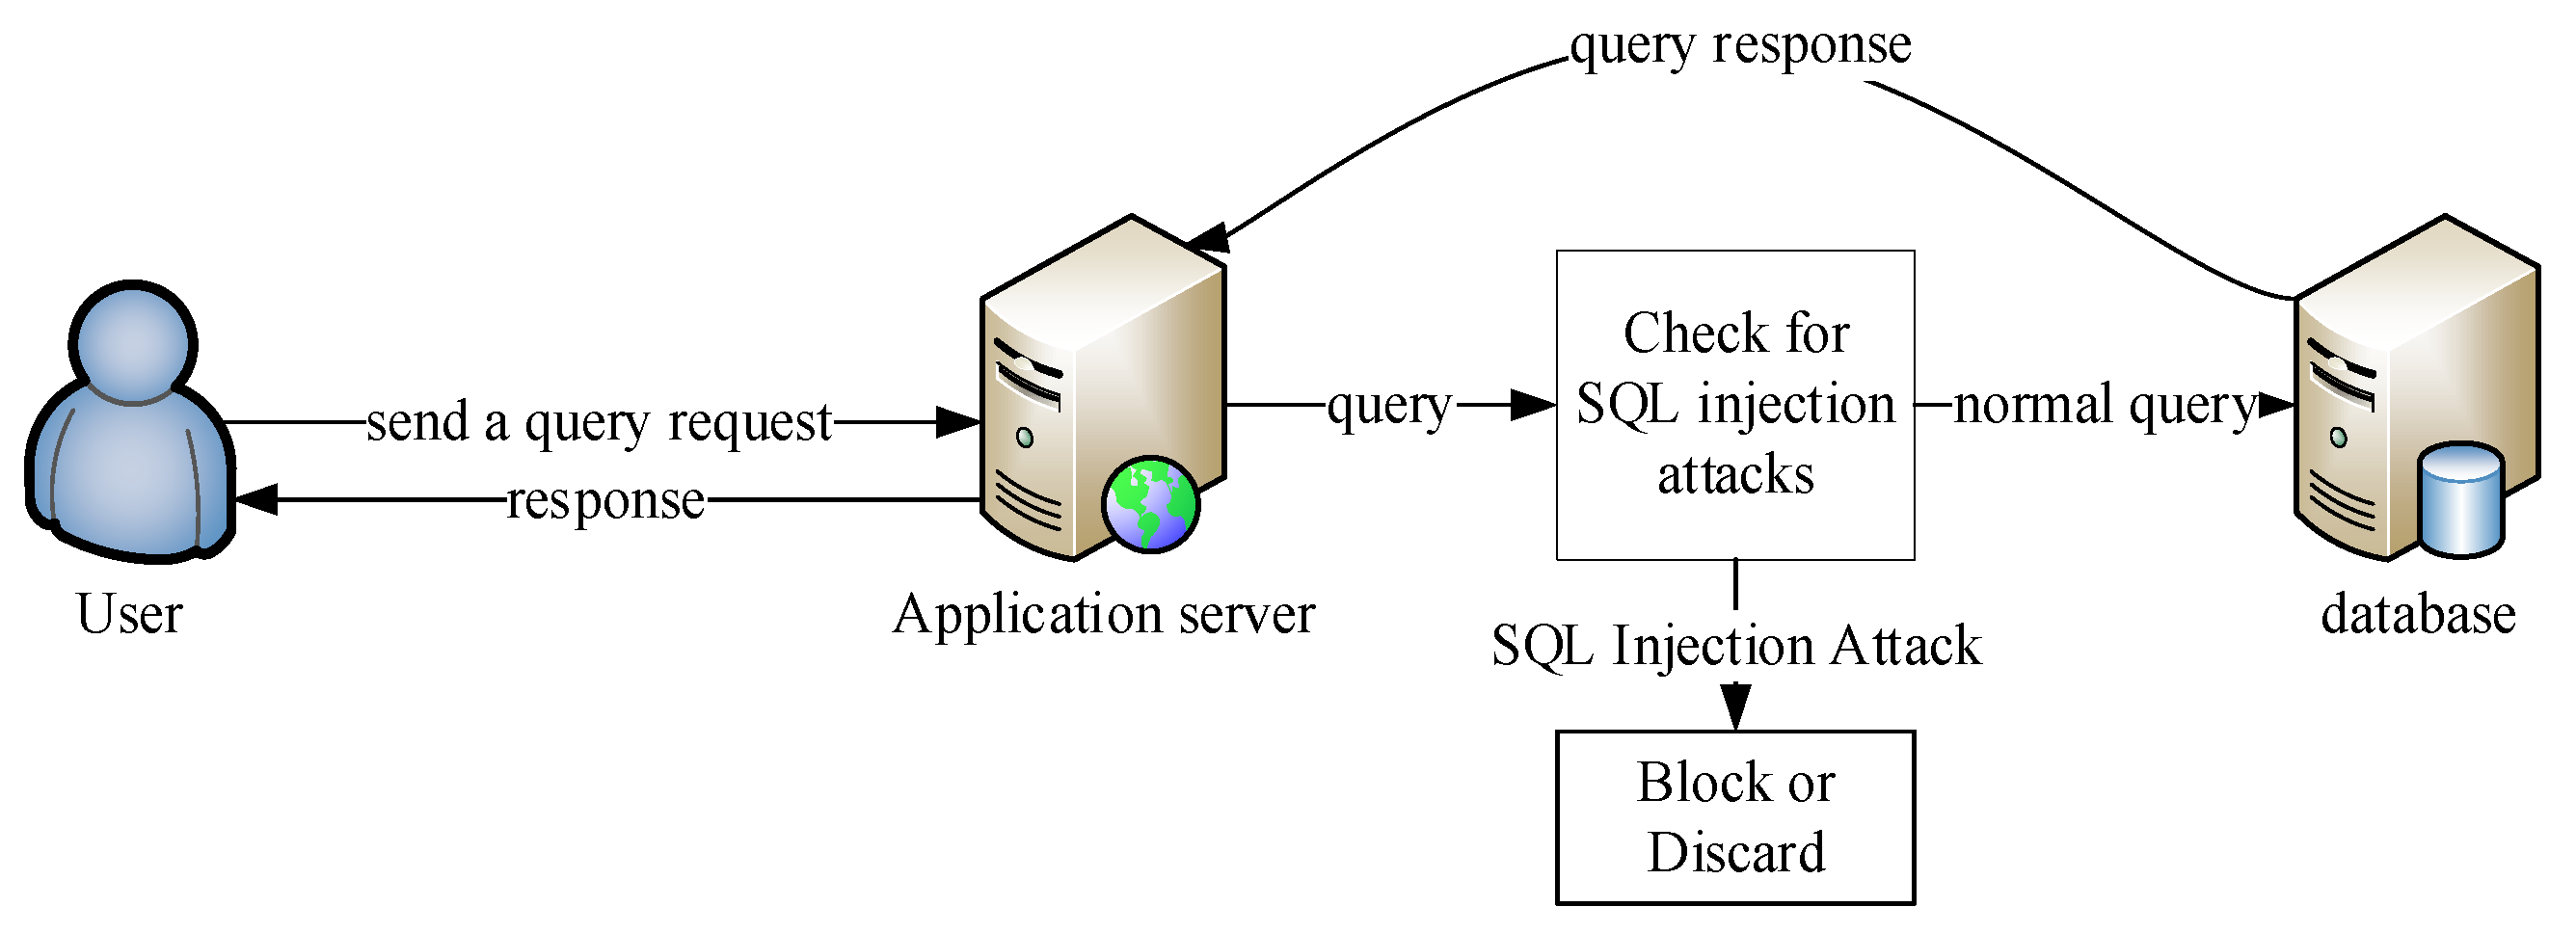 query response
send a query request
response
User
Application server
query
Check for
SQL injection
attacks
normal query
database
SQL Injection Attack
Block or
Discard